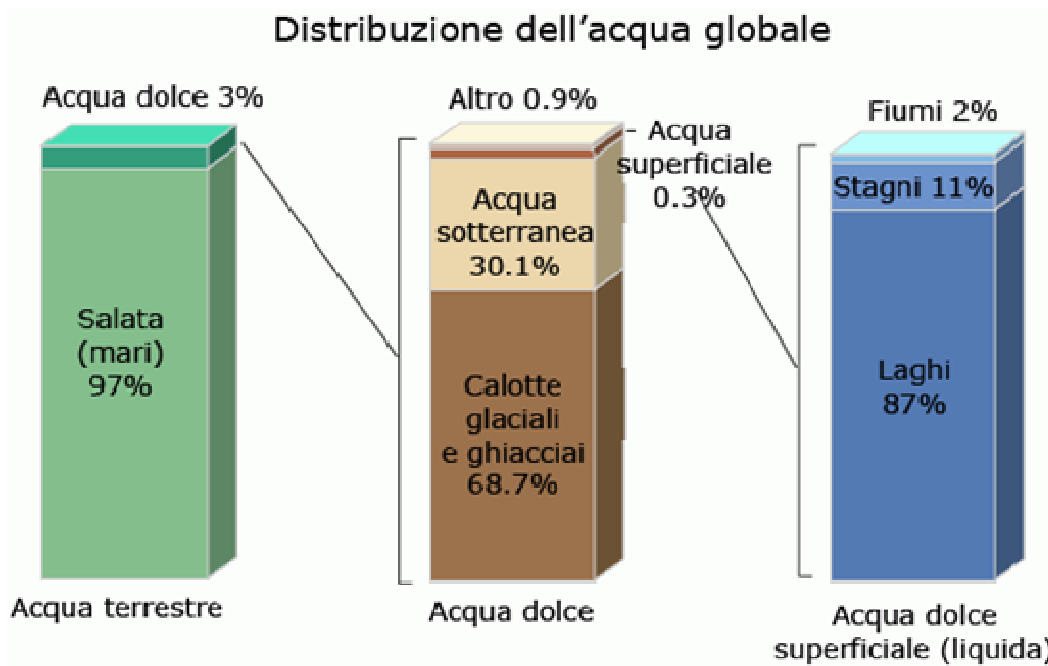 Distribuzione dell'acqua globale
Acqua dolce 3%
Salata
(mari)
97%
Acqua terrestre
Altro 0.9%
- Acqua
superficiale
0.3%
Acqua
sotterranea
30.1%
Calotte
glaciali
e ghiacciai
68.7%
Acqua dolce
Fiumi 2%
Stagni 11%
Laghi
87%
Acqua dolce
superficiale (liquida)